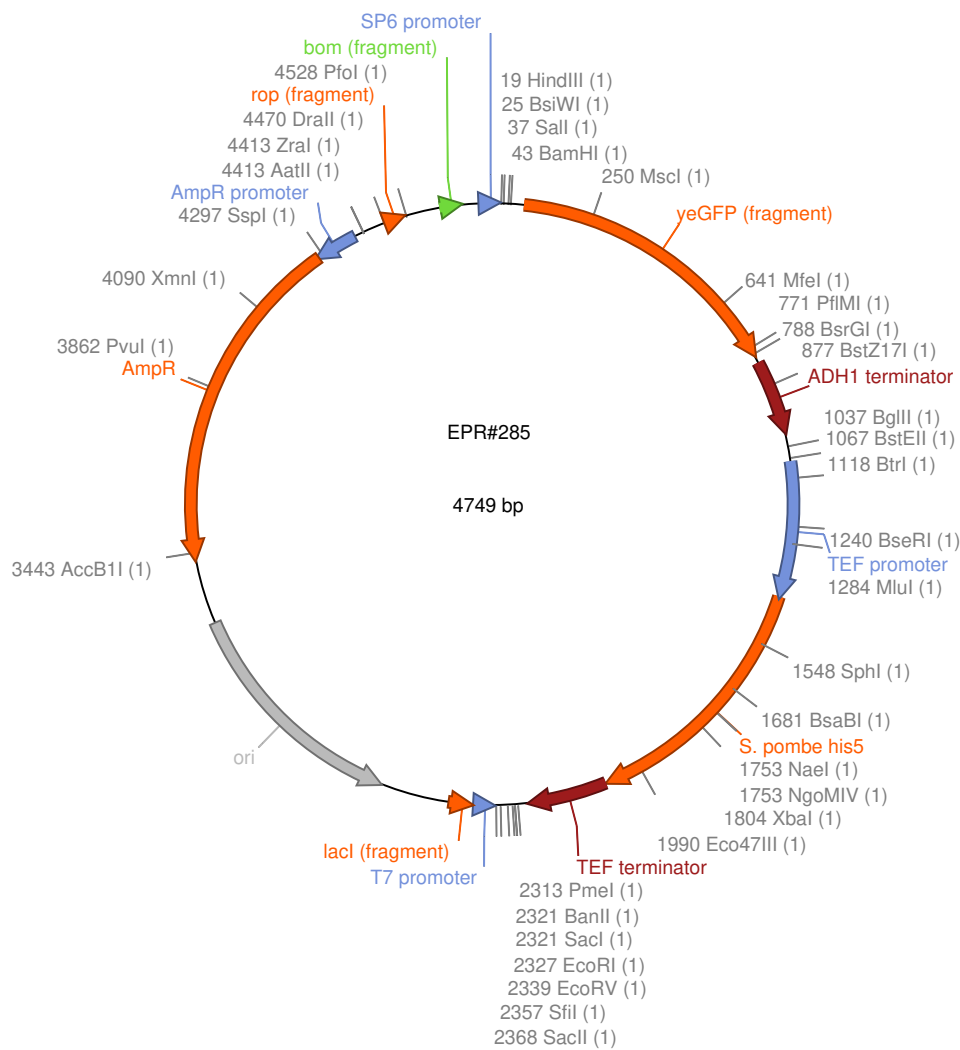 SP6 promoter
bom (fragment)
4528 PfoI (1)
rop (fragment)
4470 DraII (1)
4413 ZraI (1)
4413 AatII (1)
AmpR promoter
4297 SspI (1)
4090 XmnI (1)
3862 PvuI (1)
AmpR
3443 AccB1I (1)
ori
lacI (fragment)
T7 promoter
19 HindIII (1)
25 BsiWI (1)
37 SalI (1)
43 BamHI (1)
250 MscI (1)
yeGFP (fragment)
641 MfeI (1)
771 PflMI (1)
788 BsrGI (1)
877 BstZ17I (1)
ADH1 terminator
1037 BglII (1)
1067 BstEII (1)
1118 BtrI (1)
1240 BseRI (1)
TEF promoter
1284 MluI (1)
1548 SphI (1)
1681 BsaBI (1)
S. pombe his5
1753 NaeI (1)
1753 NgoMIV (1)
1804 XbaI (1)
1990 Eco47III (1)
TEF terminator
2313 PmeI (1)
2321 BanII (1)
2321 SacI (1)
2327 EcoRI (1)
2339 EcoRV (1)
2357 SfiI (1)
2368 SacII (1)
EPR#285
4749 bp